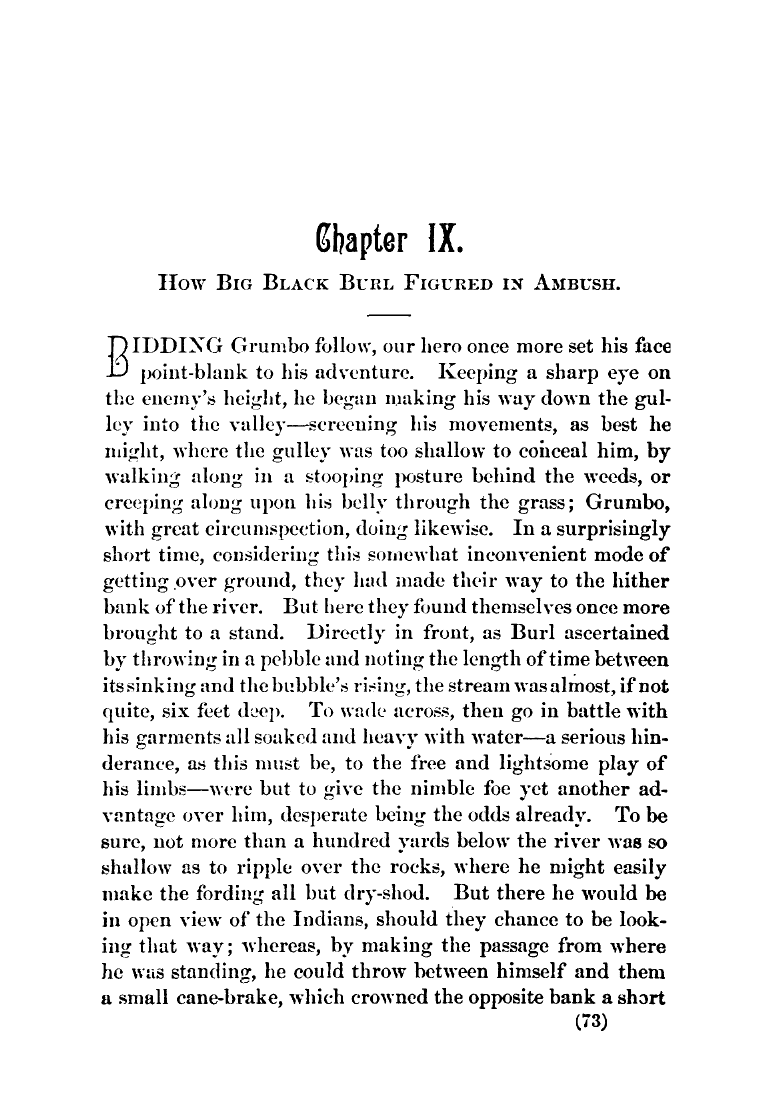 Chapter IX.
How Big Black Burl Figured in Ambush.
BIDDING Grumbo follow, our hero once more set his face
point-blank to his adventure. Keeping a sharp eye on
the enemy's height, he began making his way down the gul-
ley into the valley—screening his movements, as best he
might, where the gulley was too shallow to conceal him, by
walking along in a stooping posture behind the weeds, or
creeping along upon his belly through the grass; Grumbo,
with great circumspection, doing likewise. In a surprisingly
short time, considering this somewhat inconvenient mode of
getting over ground, they had made their way to the hither
bank of the river. But here they found themselves once more
brought to a stand. Directly in front, as Burl ascertained
by throwing in a pebble and noting the length of time between
its sinking and the bubble's rising, the stream was almost, if not
quite, six feet deep. To wade across, then go in battle with
his garments all soaked and heavy with water—a serious hin-
derance, as this must be, to the free and lightsome play of
his limbs—were but to give the nimble foe yet another ad-
vantage over him, desperate being the odds already. To be
sure, not more than a hundred yards below the river was so
shallow as to ripple over the rocks, where he might easily
make the fording all but dry-shod. But there he would be
in open view of the Indians, should they chance to be look-
ing that way; whereas, by making the passage from where
he was standing, he could throw between himself and them
a small cane-brake, which crowned the opposite bank a short
(73)